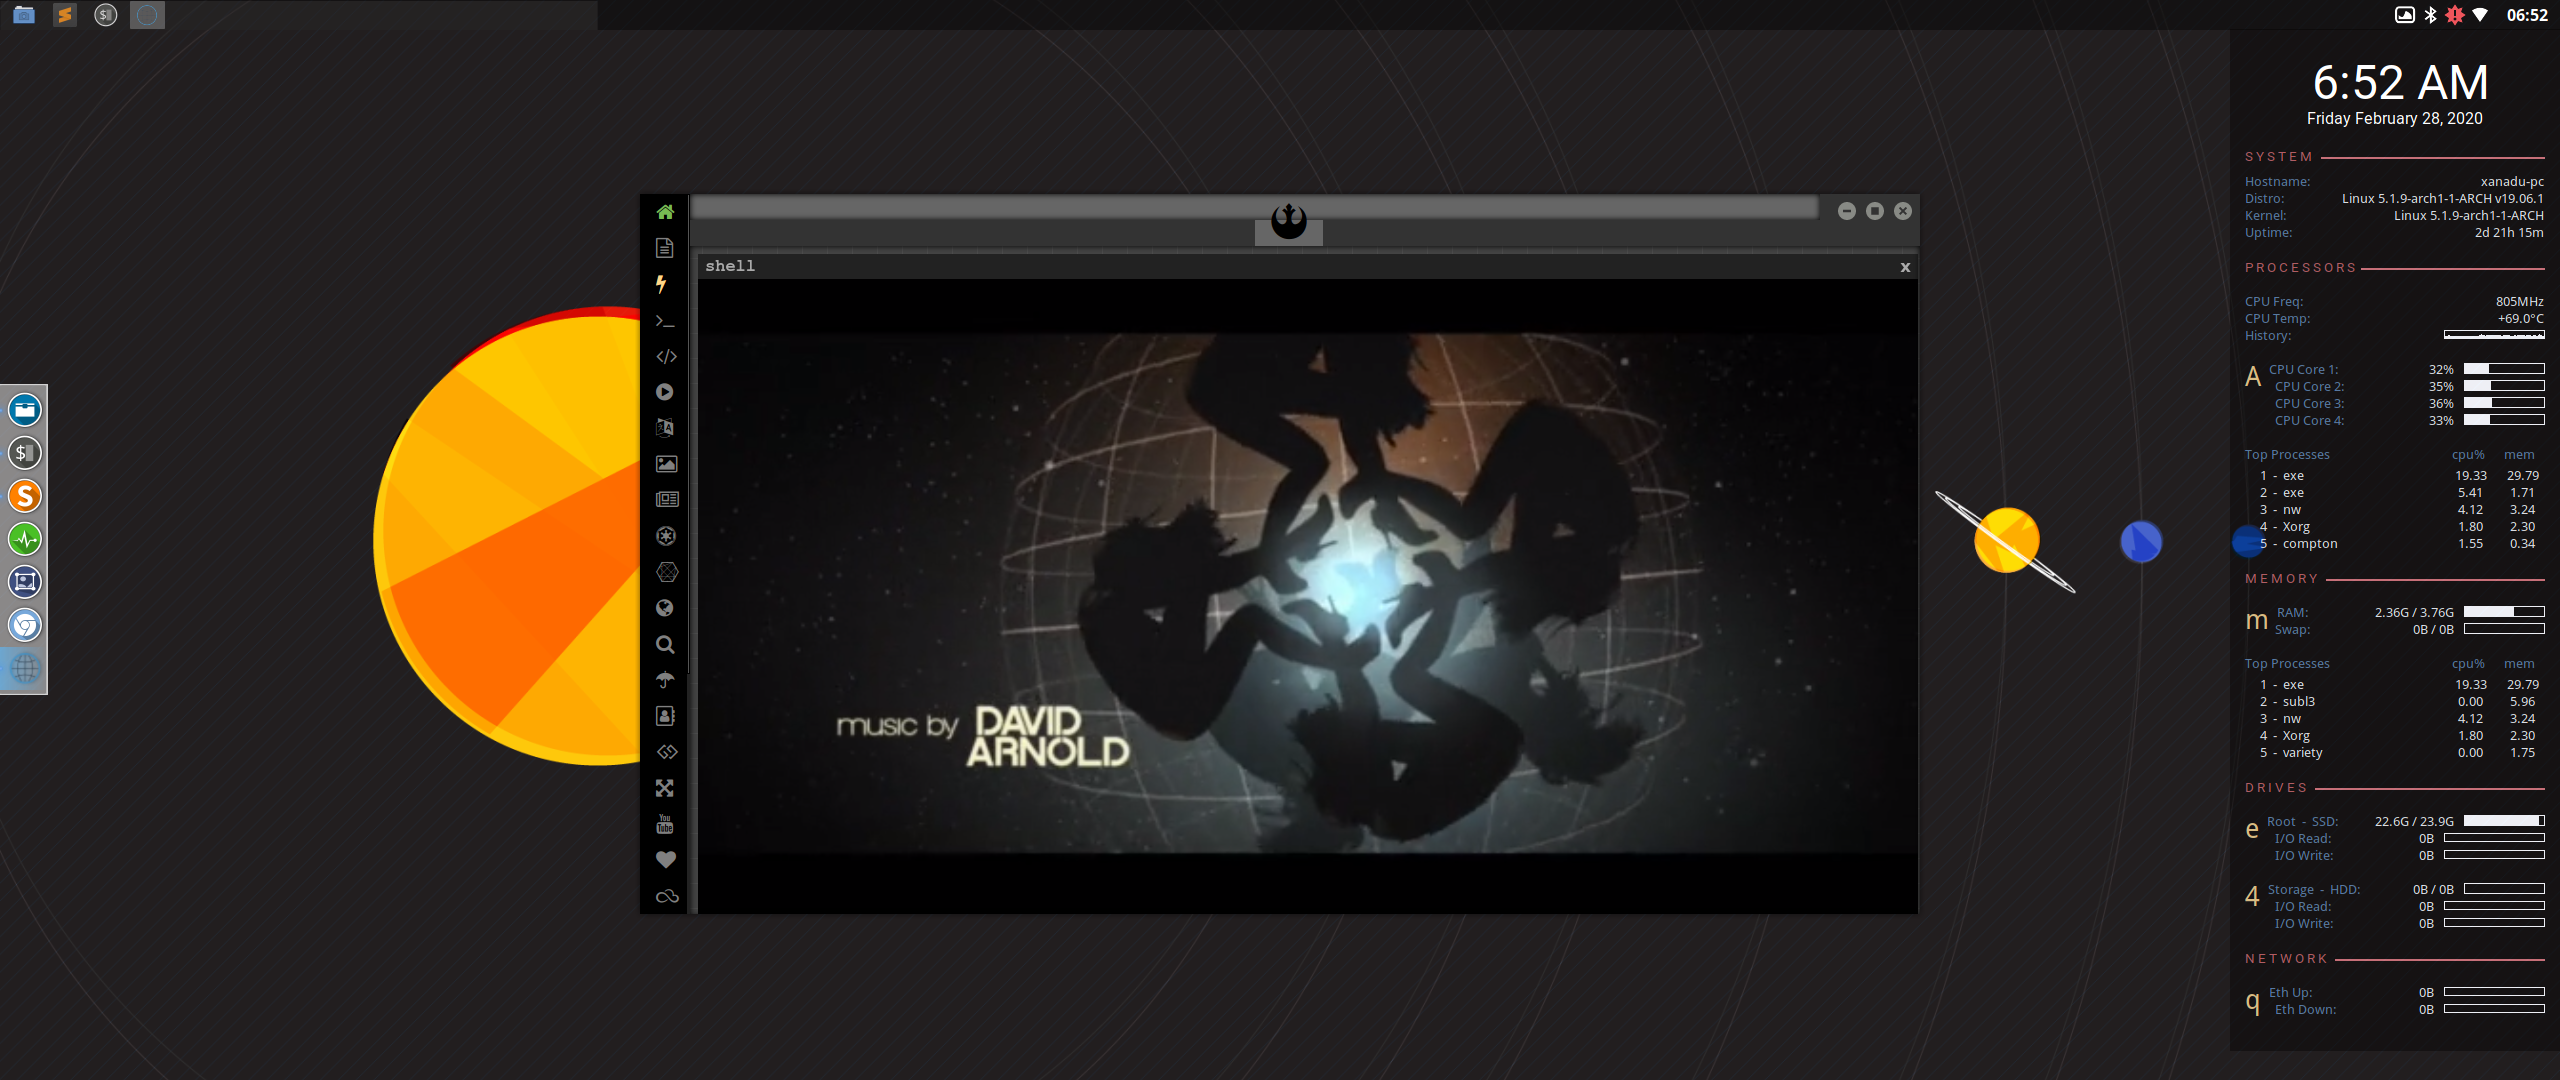 06:52
6:52 AM
Friday February 28, 2020
SYSTEM
Hostname: xanadu-pc
Distro: Linux 5.1.9-arch1-1-ARCH v19.06.1
Kernel: Linux 5.1.9-arch1-1-ARCH
Uptime: 2d 21h 15m
PROCESSORS
CPU Freq: 805MHz
CPU Temp: +69.0°C
History:
A CPU Core 1: 32%
CPU Core 2: 35%
CPU Core 3: 36%
CPU Core 4: 33%
Top Processes cpu% mem
1 - exe 19.33 29.79
2 - exe 5.41 1.71
3 - nw 4.12 3.24
4 - Xorg 1.80 2.30
5 - compton 1.55 0.34
MEMORY
m RAM: 2.36G / 3.76G
Swap: 0B / 0B
Top Processes cpu% mem
1 - exe 19.33 29.79
2 - subl3 0.00 5.96
3 - nw 4.12 3.24
4 - Xorg 1.80 2.30
5 - variety 0.00 1.75
DRIVES
e Root - SSD: 22.6G / 23.9G
I/O Read: 0B
I/O Write: 0B
4 Storage - HDD: 0B / 0B
I/O Read: 0B
I/O Write: 0B
NETWORK
q Eth Up: 0B
Eth Down: 0B
shell x
music by DAVID
ARNOLD
You
Tube